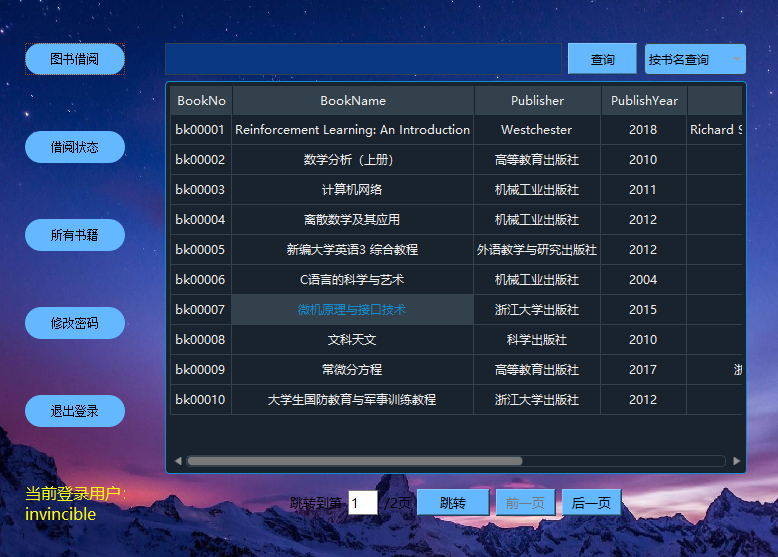 图书借阅
查询
按书名查询
借阅状态
所有书籍
修改密码
退出登录
当前登录用户:
invincible
BookNo BookName Publisher PublishYear
bk00001 Reinforcement Learning: An Introduction Westchester 2018 Richard S
bk00002 数学分析（上册） 高等教育出版社 2010
bk00003 计算机网络 机械工业出版社 2011
bk00004 离散数学及其应用 机械工业出版社 2012
bk00005 新编大学英语3 综合教程 外语教学与研究出版社 2012
bk00006 C语言的科学与艺术 机械工业出版社 2004
bk00007 微机原理与接口技术 浙江大学出版社 2015
bk00008 文科天文 科学出版社 2010
bk00009 常微分方程 高等教育出版社 2017
bk00010 大学生国防教育与军事训练教程 浙江大学出版社 2012
跳转到第 1 /2页 跳转 前一页 后一页